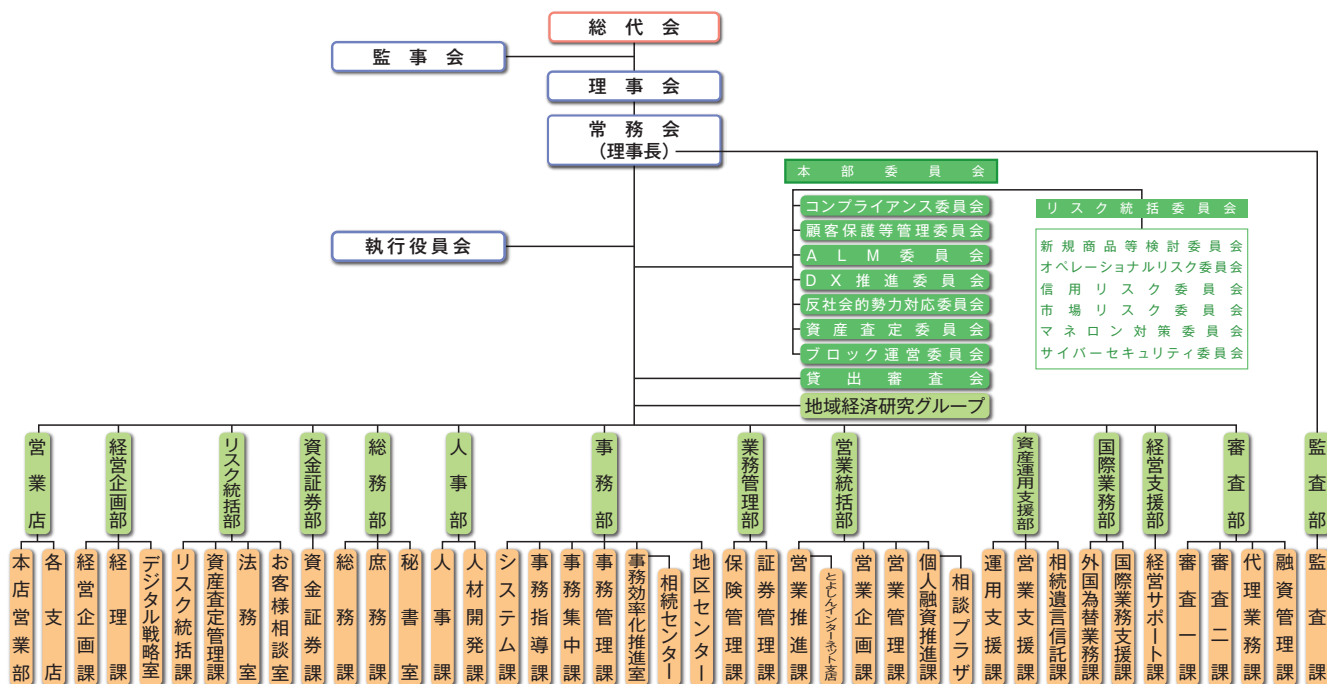 総代会
監事会
理事会
常務会
（理事長）
本部委員会
コンプライアンス委員会
顧客保護等管理委員会
ALM委員会
DX推進委員会
反社会的勢力対応委員会
資産査定委員会
ブロック運営委員会
貸出審査会
地域経済研究グループ
リスク統括委員会
新規商品等検討委員会
オペレーショナルリスク委員会
信用リスク委員会
市場リスク委員会
マネロン対策委員会
サイバーセキュリティ委員会
執行役員会
営業店
経営企画部
リスク統括部
資金証券部
総務部
人事部
事務部
業務管理部
営業統括部
資産運用支援部
国際業務部
経営支援部
審査部
監査部
本店営業部
各支店
経営企画課
経理課
デジタル戦略室
リスク統括課
資産査定管理課
法務室
お客様相談室
資金証券課
総務課
庶務課
秘書室
人事課
人材開発課
システム課
事務指導課
事務集中課
事務管理課
事務効率化推進室
相続センター
地区センター
保険管理課
証券管理課
営業推進課
とよしんインターネット支店
営業企画課
営業管理課
個人融資推進課
相談プラザ
運用支援課
営業支援課
相続遺言信託課
外国為替業務課
国際業務支援課
経営サポート課
審査一課
審査二課
代理業務課
融資管理課
監査課